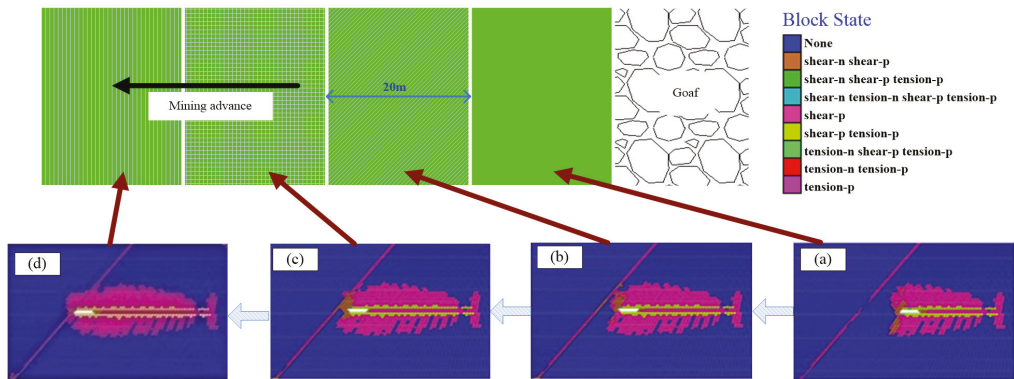 Mining advance
20m
Goaf
Block State
None
shear-n shear-p
shear-n shear-p tension-p
shear-n tension-n shear-p tension-p
shear-p
shear-p tension-p
tension-n shear-p tension-p
tension-n tension-p
tension-p
(d)
(c)
(b)
(a)